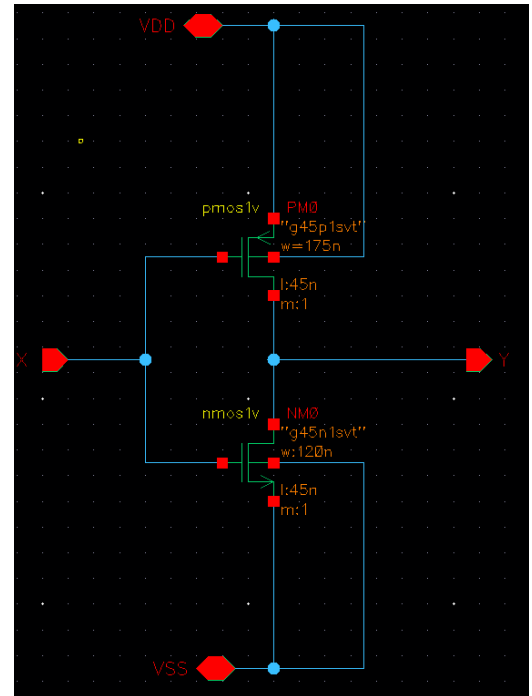 VDD
pmos1v PM0
"g45p1svt"
w=175n
l:45n
m:1
X
Y
nmos1v NM0
"g45n1svt"
w:120n
l:45n
m:1
VSS